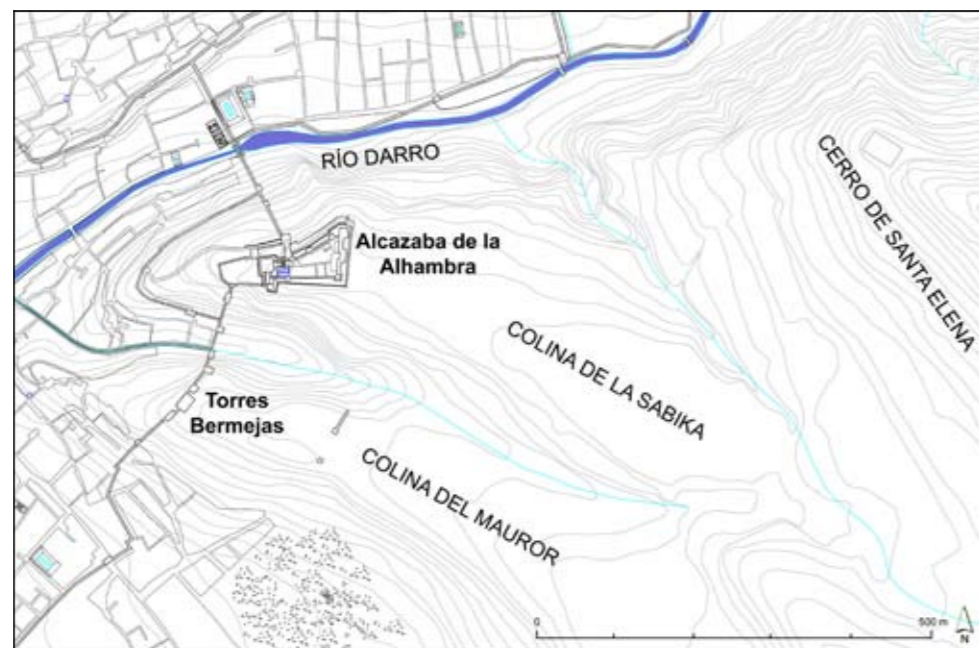 RÍO DARRO
CERRO DE SANTA ELENA
Alcazaba de la
Alhambra
COLINA DE LA SABIKA
Torres
Bermejas
COLINA DEL MAUROR
0
500 m
N